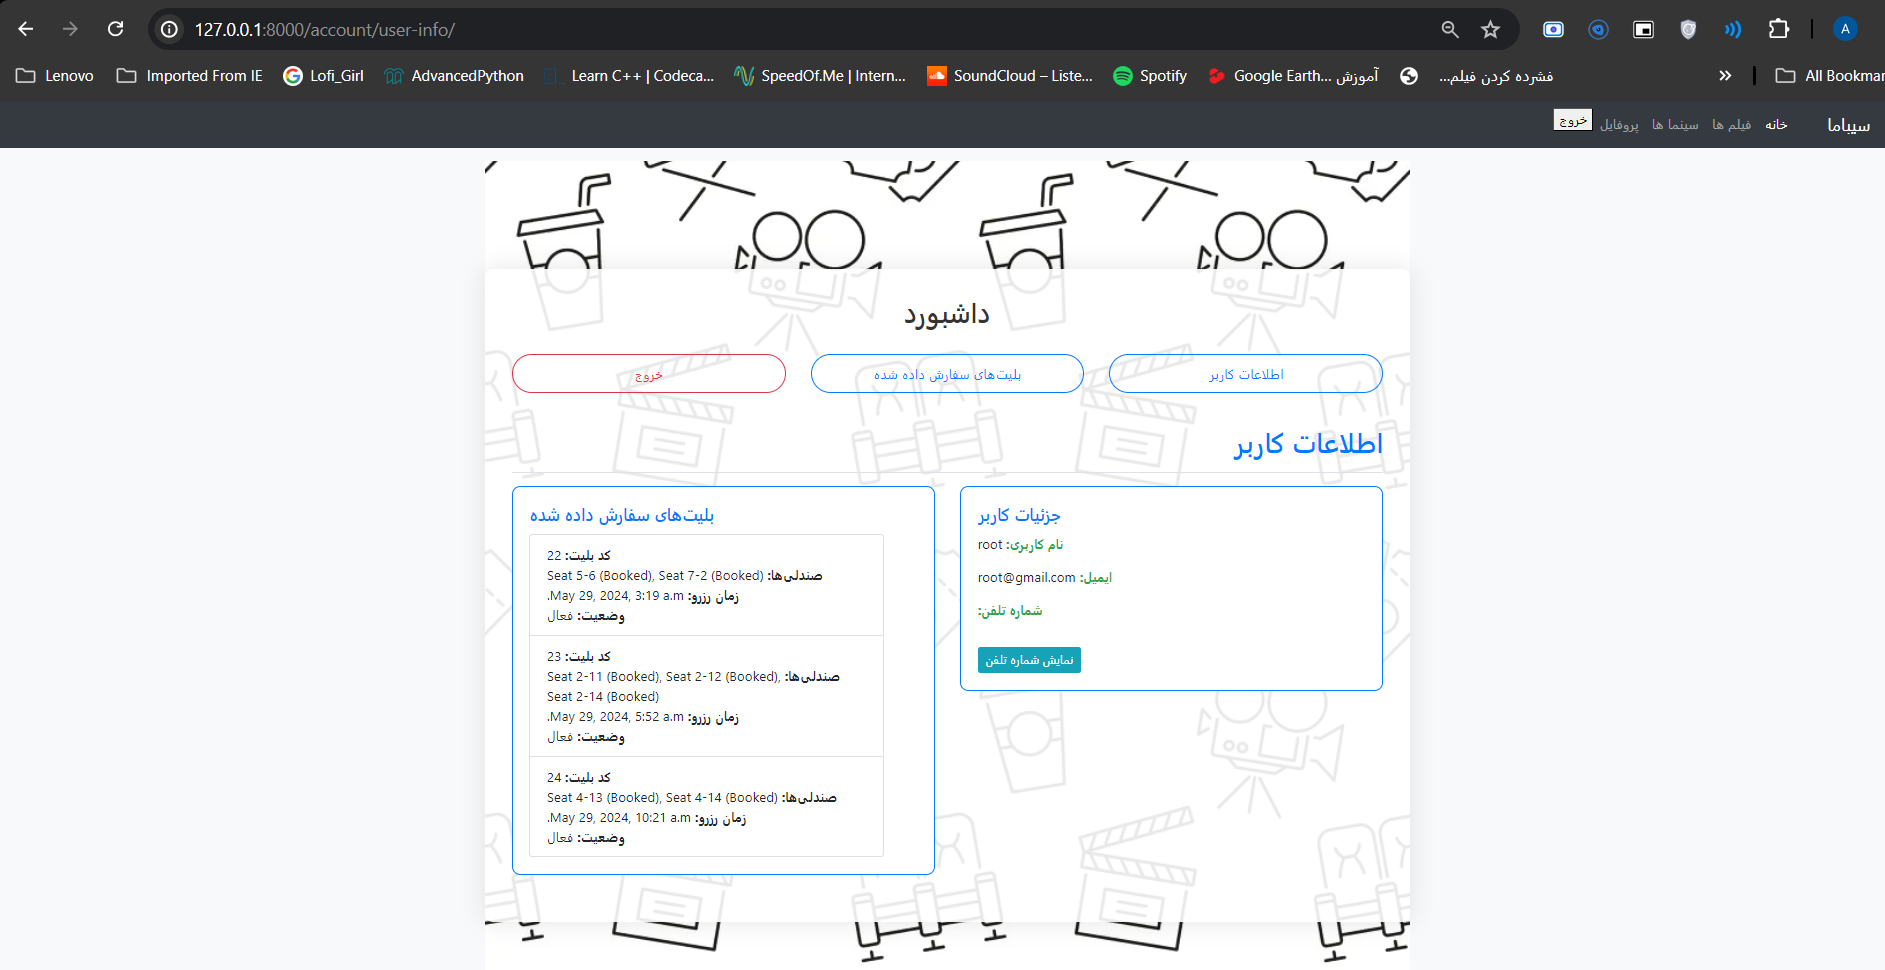 127.0.0.1:8000/account/user-info/
A
Lenovo
Imported From IE
Lofi_Girl
AdvancedPython
Learn C++ | Codeca...
SpeedOf.Me | Intern...
SoundCloud – Liste...
Spotify
Google Earth... آموزش
فشرده کردن فیلم...
»
All Bookmar
سیباما
خانه
فیلم ها
سینما ها
پروفایل
خروج
داشبورد
اطلاعات کاربر
بلیت‌های سفارش داده شده
خروج
اطلاعات کاربر
جزئیات کاربر
نام کاربری: root
ایمیل: root@gmail.com
شماره تلفن:
نمایش شماره تلفن
بلیت‌های سفارش داده شده
کد بلیت: 22
صندلی‌ها: Seat 5-6 (Booked), Seat 7-2 (Booked)
زمان رزرو: May 29, 2024, 3:19 a.m.
وضعیت: فعال
کد بلیت: 23
صندلی‌ها: Seat 2-11 (Booked), Seat 2-12 (Booked),
Seat 2-14 (Booked)
زمان رزرو: May 29, 2024, 5:52 a.m.
وضعیت: فعال
کد بلیت: 24
صندلی‌ها: Seat 4-13 (Booked), Seat 4-14 (Booked)
زمان رزرو: May 29, 2024, 10:21 a.m.
وضعیت: فعال